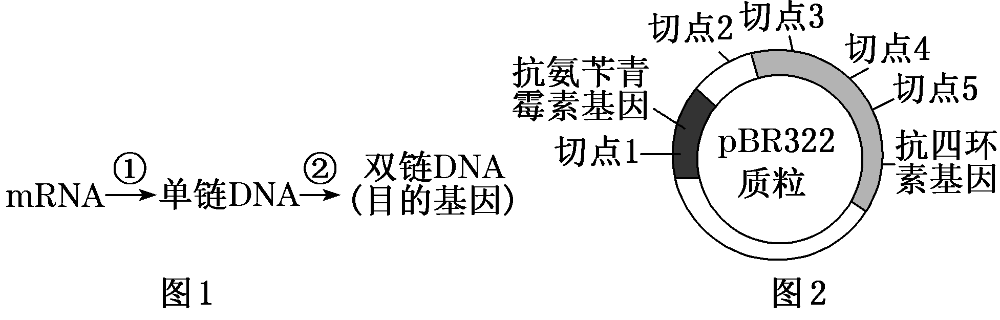 mRNA
①
单链DNA
②
双链DNA
(目的基因)
图1
切点2
切点3
切点4
切点5
抗氨苄青
霉素基因
切点1
pBR322
质粒
抗四环
素基因
图2